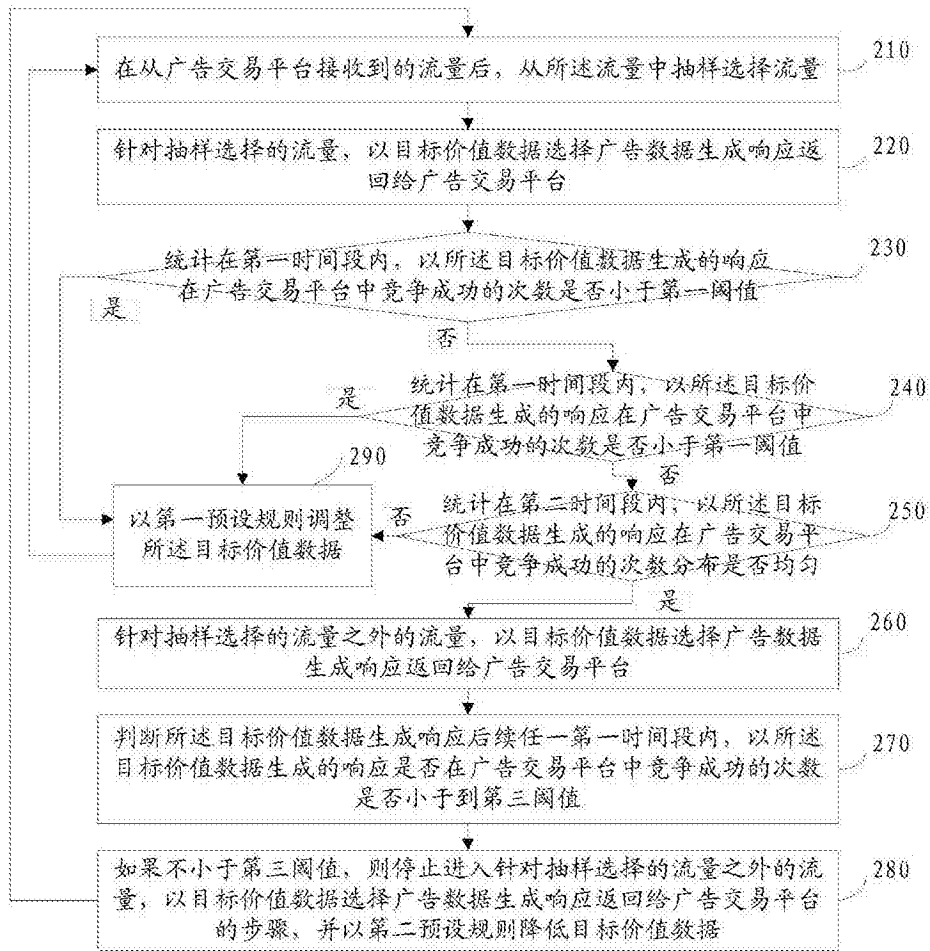 在从广告交易平台接收到的流量后，从所述流量中抽样选择流量
210
针对抽样选择的流量，以目标价值数据选择广告数据生成响应返
回给广告交易平台
220
统计在第一时间段内，以所述目标价值数据生成的响应
在广告交易平台中竞争成功的次数是否小于第一阈值
230
是
否
统计在第一时间段内，以所述目标价
值数据生成的响应在广告交易平台中
竞争成功的次数是否小于第一阈值
240
是
否
290
以第一预设规则调整
所述目标价值数据
否
统计在第二时间段内，以所述目标
价值数据生成的响应在广告交易平
台中竞争成功的次数分布是否均匀
250
是
针对抽样选择的流量之外的流量，以目标价值数据选择广告数据
生成响应返回给广告交易平台
260
判断所述目标价值数据生成响应后续任一第一时间段内，以所述
目标价值数据生成的响应是否在广告交易平台中竞争成功的次数
是否小于到第三阈值
270
如果不小于第三阈值，则停止进入针对抽样选择的流量之外的流
量，以目标价值数据选择广告数据生成响应返回给广告交易平台
的步骤，并以第二预设规则降低目标价值数据
280